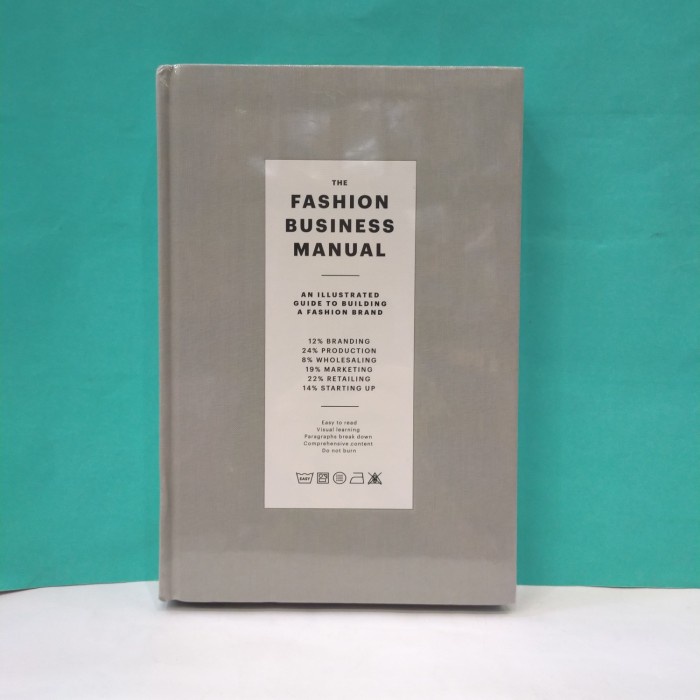 THE
FASHION
BUSINESS
MANUAL
AN ILLUSTRATED
GUIDE TO BUILDING
A FASHION BRAND
12% BRANDING
24% PRODUCTION
8% WHOLESALING
19% MARKETING
22% RETAILING
14% STARTING UP
Easy to read
Visual learning
Paragraphs break down
Comprehensive content
Do not burn
EASY